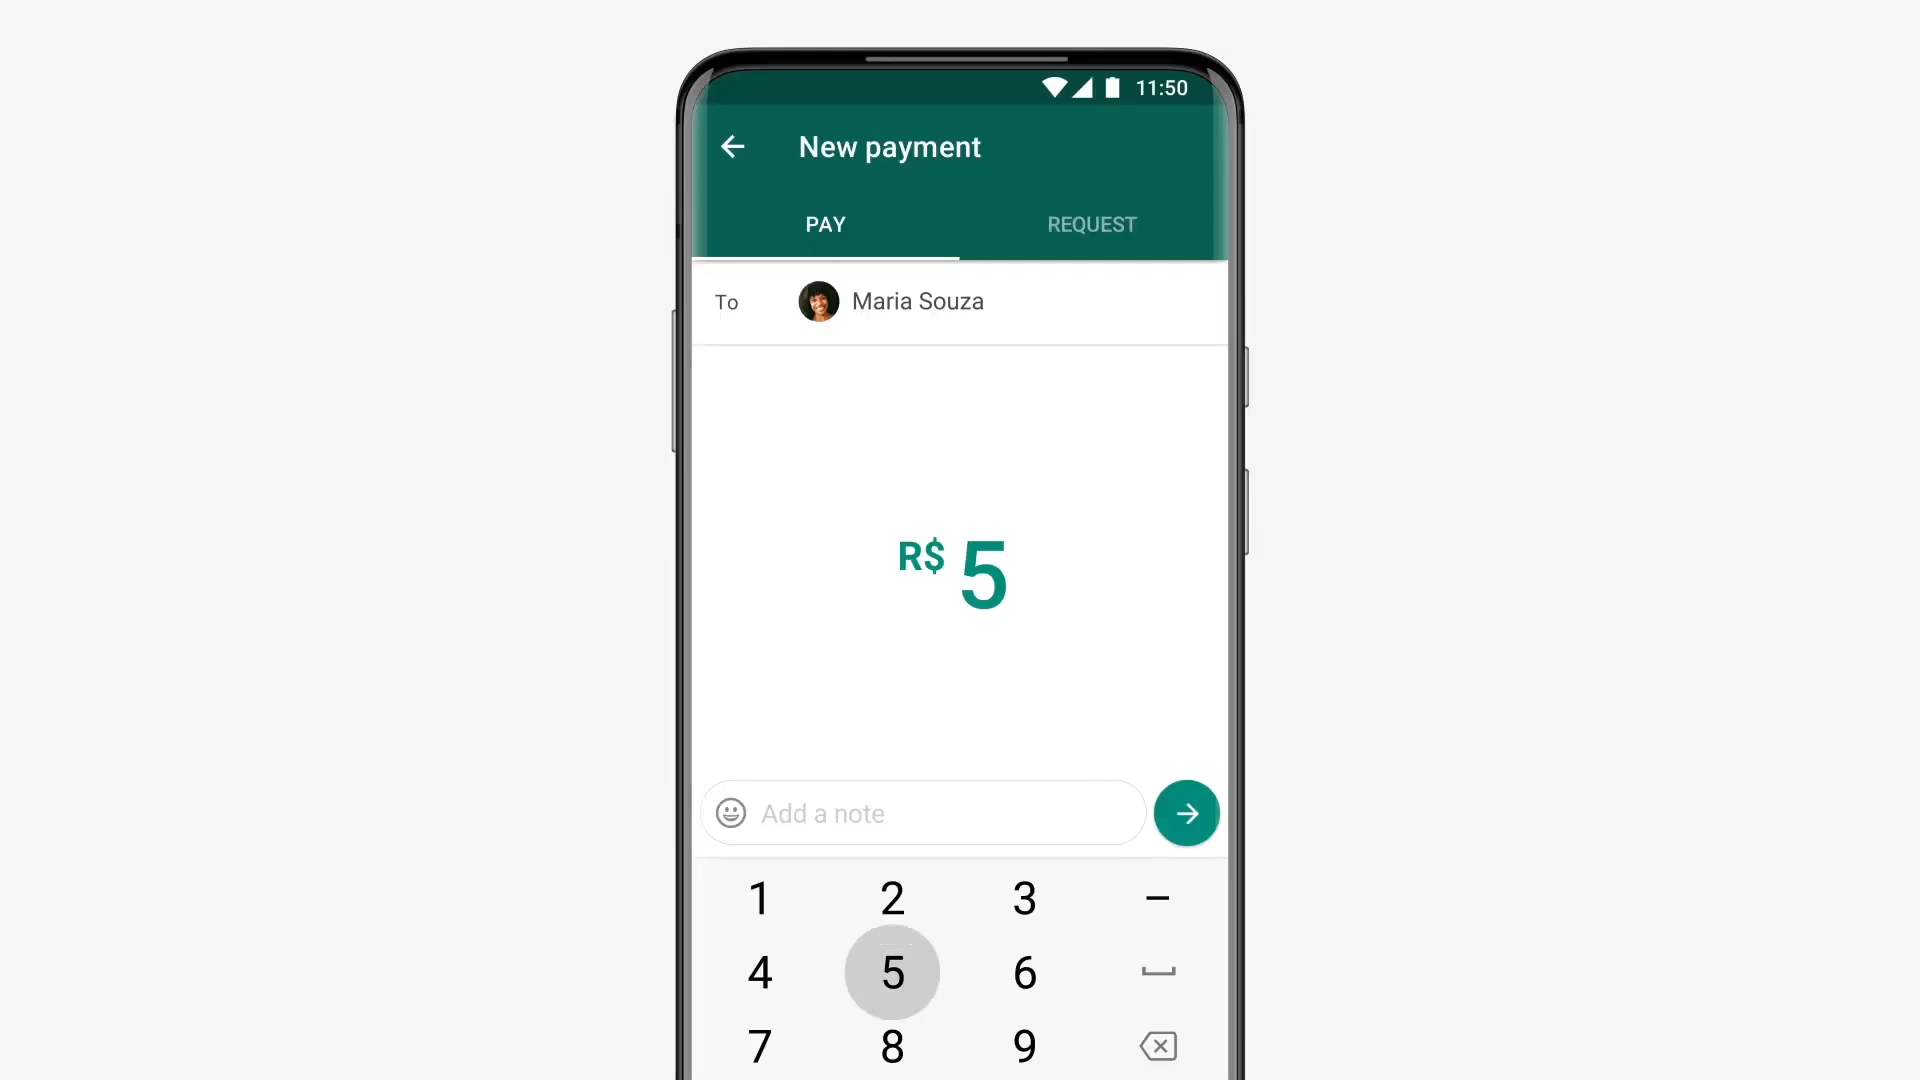 11:50
New payment
PAY REQUEST
To Maria Souza
R$ 5
Add a note
1 2 3 –
4 5 6
7 8 9